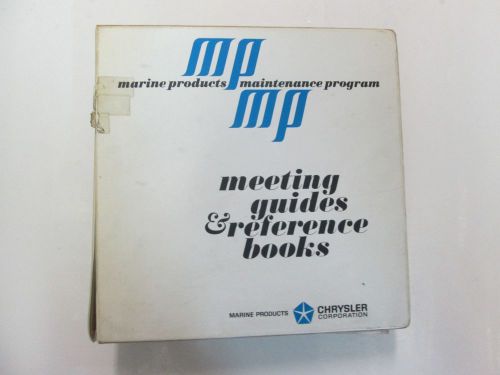 mp
marine products maintenance program
mp
meeting
guides
& reference
books
MARINE PRODUCTS CHRYSLER
CORPORATION